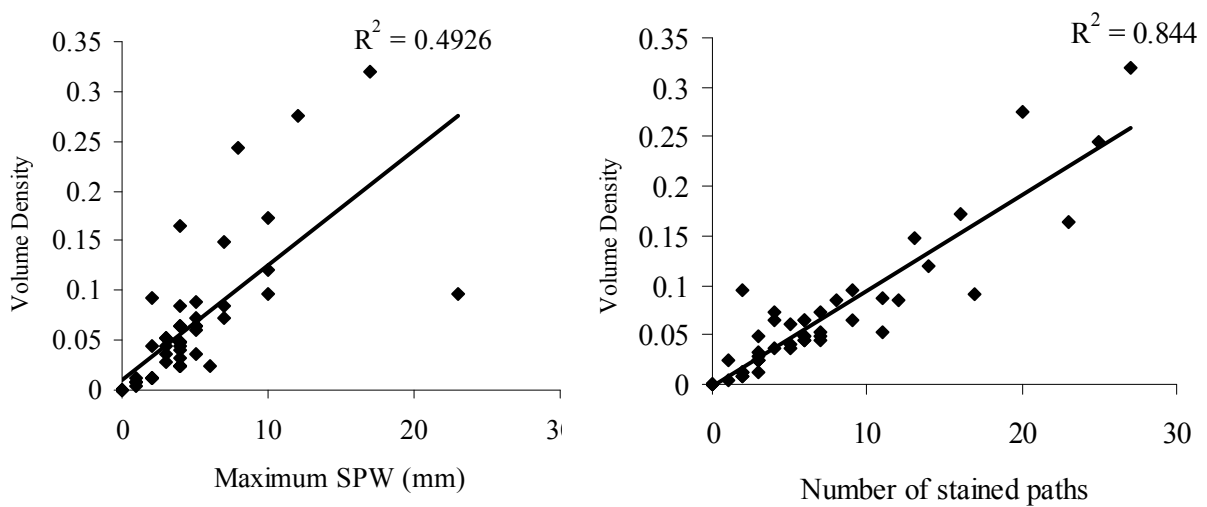 R² = 0.4926
0.35
0.3
0.25
0.2
0.15
0.1
0.05
0
Volume Density
0 10 20 30
Maximum SPW (mm)
R² = 0.844
0.35
0.3
0.25
0.2
0.15
0.1
0.05
0
Volume Density
0 10 20 30
Number of stained paths